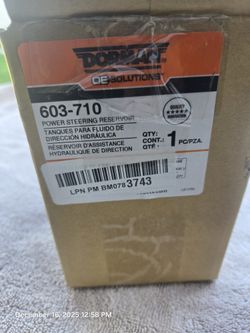 DORMAN
OE SOLUTIONS
603-710
POWER STEERING RESERVOIR
TANQUES PARA FLUIDO DE
DIRECCIÓN HIDRÁULICA
RÉSERVOIR D'ASSISTANCE
HYDRAULIQUE DE DIRECTION
QUALITY
QTY:
CONT.:
QTÉ:
1 PC/PZA.
LPN PM BM0783743
December 16, 2025 12:58 PM